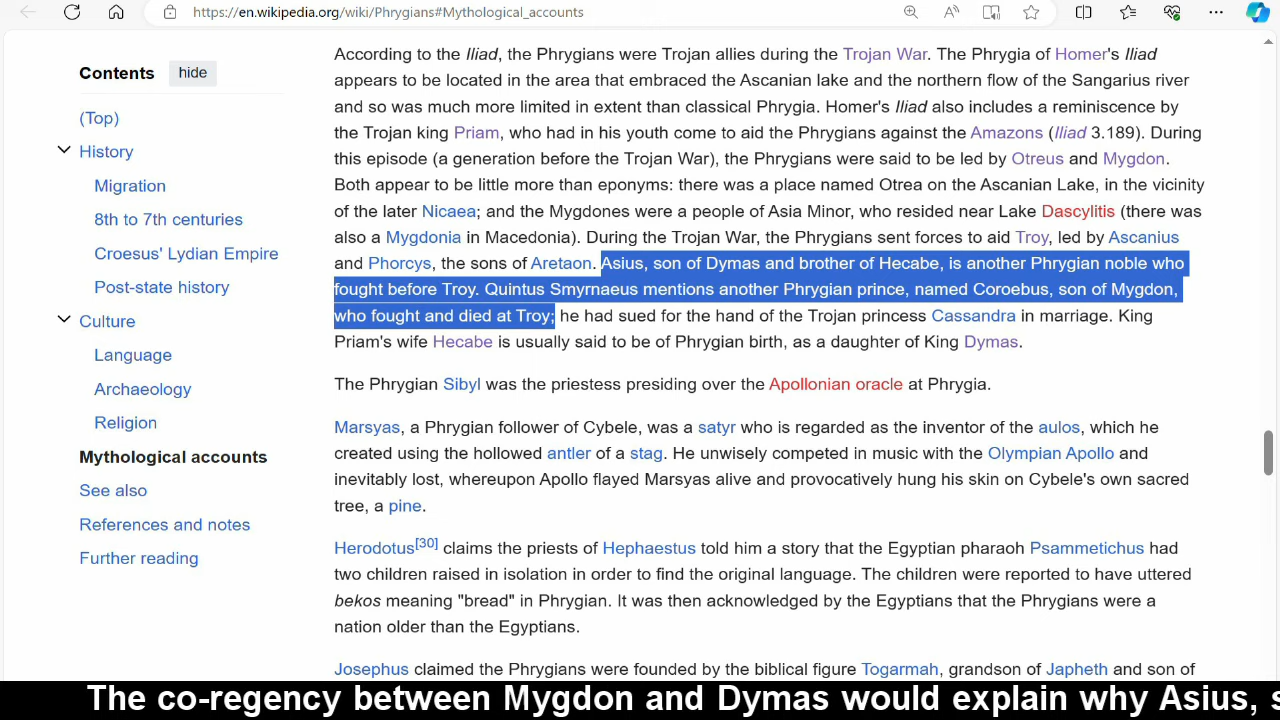 https://en.wikipedia.org/wiki/Phrygians#Mythological_accounts
Contents hide
(Top)
History
Migration
8th to 7th centuries
Croesus' Lydian Empire
Post-state history
Culture
Language
Archaeology
Religion
Mythological accounts
See also
References and notes
Further reading
According to the Iliad, the Phrygians were Trojan allies during the Trojan War. The Phrygia of Homer's Iliad
appears to be located in the area that embraced the Ascanian lake and the northern flow of the Sangarius river
and so was much more limited in extent than classical Phrygia. Homer's Iliad also includes a reminiscence by
the Trojan king Priam, who had in his youth come to aid the Phrygians against the Amazons (Iliad 3.189). During
this episode (a generation before the Trojan War), the Phrygians were said to be led by Otreus and Mygdon.
Both appear to be little more than eponyms: there was a place named Otrea on the Ascanian Lake, in the vicinity
of the later Nicaea; and the Mygdones were a people of Asia Minor, who resided near Lake Dascylitis (there was
also a Mygdonia in Macedonia). During the Trojan War, the Phrygians sent forces to aid Troy, led by Ascanius
and Phorcys, the sons of Aretaon. Asius, son of Dymas and brother of Hecabe, is another Phrygian noble who
fought before Troy. Quintus Smyrnaeus mentions another Phrygian prince, named Coroebus, son of Mygdon,
who fought and died at Troy; he had sued for the hand of the Trojan princess Cassandra in marriage. King
Priam's wife Hecabe is usually said to be of Phrygian birth, as a daughter of King Dymas.
The Phrygian Sibyl was the priestess presiding over the Apollonian oracle at Phrygia.
Marsyas, a Phrygian follower of Cybele, was a satyr who is regarded as the inventor of the aulos, which he
created using the hollowed antler of a stag. He unwisely competed in music with the Olympian Apollo and
inevitably lost, whereupon Apollo flayed Marsyas alive and provocatively hung his skin on Cybele's own sacred
tree, a pine.
Herodotus[30] claims the priests of Hephaestus told him a story that the Egyptian pharaoh Psammetichus had
two children raised in isolation in order to find the original language. The children were reported to have uttered
bekos meaning "bread" in Phrygian. It was then acknowledged by the Egyptians that the Phrygians were a
nation older than the Egyptians.
Josephus claimed the Phrygians were founded by the biblical figure Togarmah, grandson of Japheth and son of
The co-regency between Mygdon and Dymas would explain why Asius, s